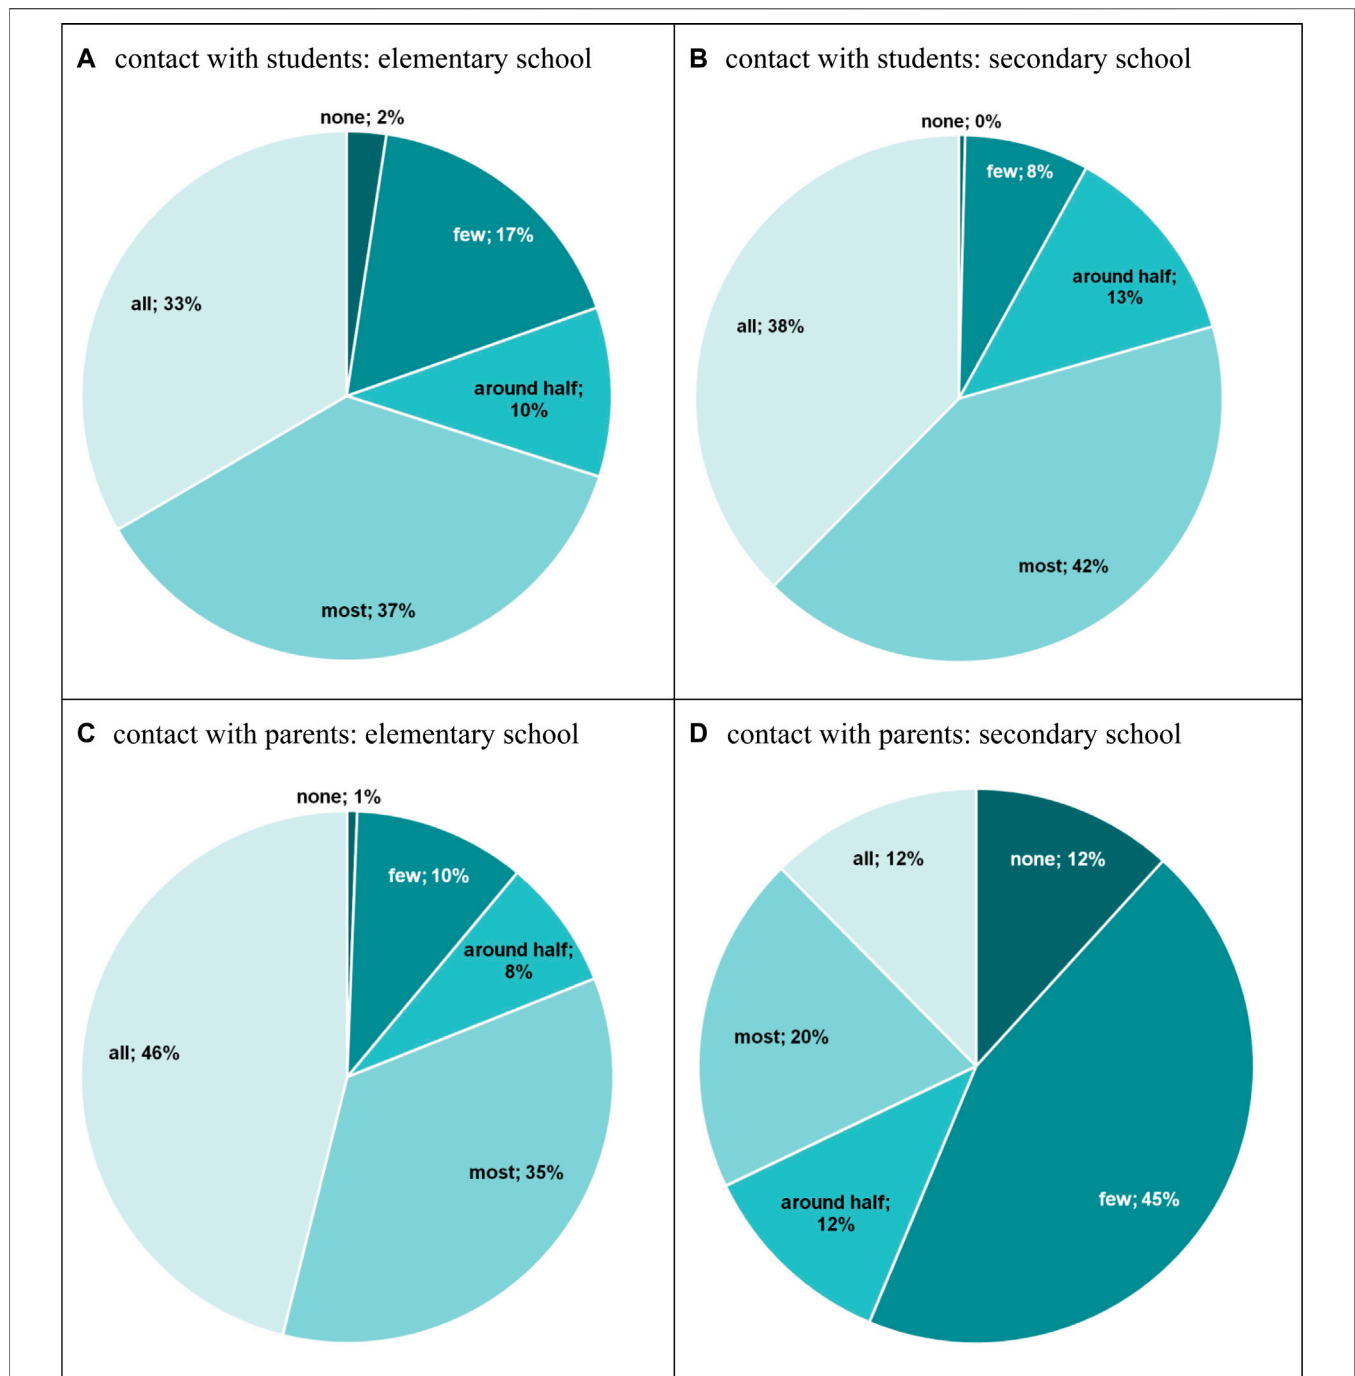 A contact with students: elementary school
none; 2%
few; 17%
around half;
10%
most; 37%
all; 33%
B contact with students: secondary school
none; 0%
few; 8%
around half;
13%
most; 42%
all; 38%
C contact with parents: elementary school
none; 1%
few; 10%
around half;
8%
most; 35%
all; 46%
D contact with parents: secondary school
none; 12%
few; 45%
around half;
12%
most; 20%
all; 12%